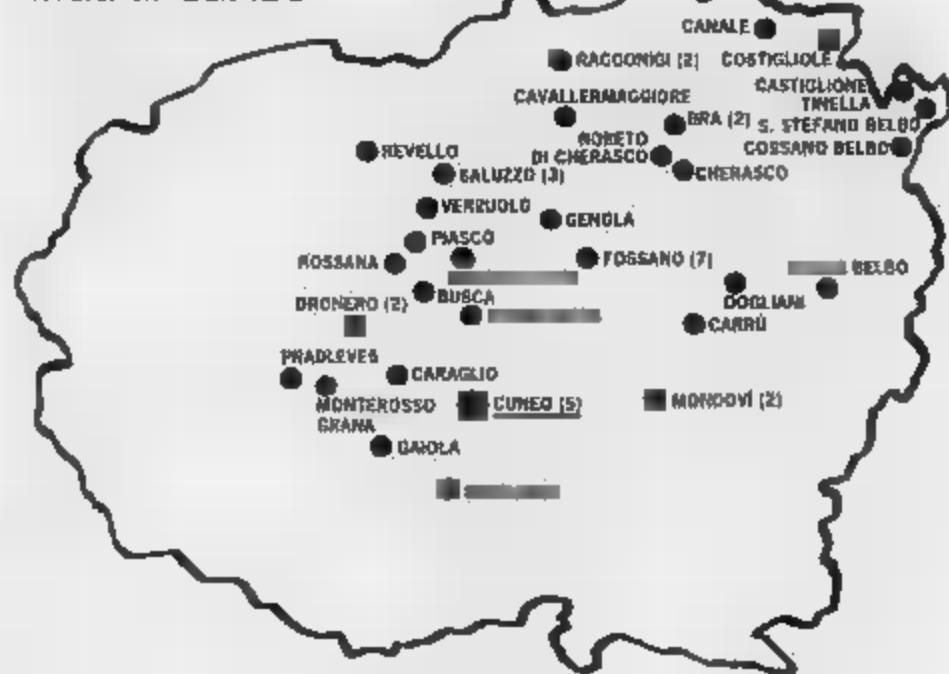 CANALE
COSTIGLIOLE
RACCONIGI (2)
CASTIGLIONE
TINELLA
CAVALLERMAGGIORE
BRA (2)
S. STEFANO BELBO
NORETO
DI CHERASCO
COSSANO BELBO
REVELLO
CHERASCO
SALUZZO (3)
VERZUOLO
GENOLA
PIASCO
ROSSANA
FOSSANO (7)
BELBO
BUSCA
DRONERO (2)
DOGLIANI
CARRÙ
PRADLEVES
CARAGLIO
MONTEROSSO
GRANA
CUNEO (5)
MONDOVÍ (2)
GAIOLA